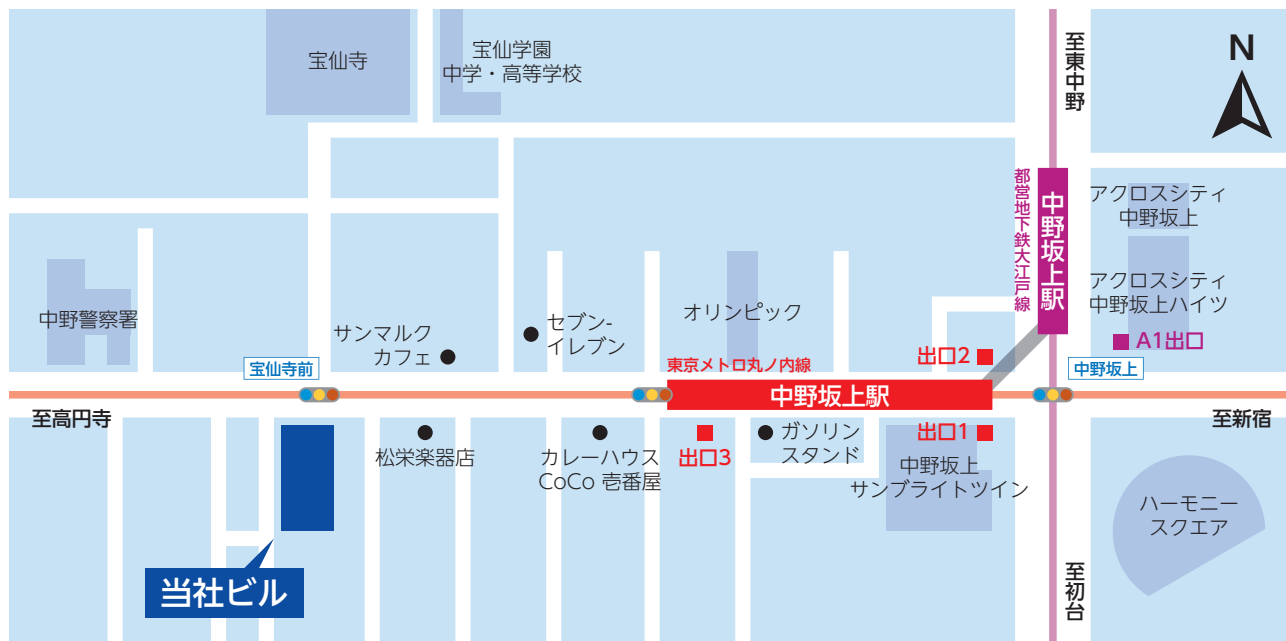 宝仙寺
宝仙学園
中学・高等学校
至東中野
N
都営地下鉄大江戸線
中野坂上駅
アクロスシティ
中野坂上
アクロスシティ
中野坂上ハイツ
A1出口
中野警察署
サンマルク
カフェ
セブン-
イレブン
オリンピック
出口2
宝仙寺前
東京メトロ丸ノ内線
中野坂上
中野坂上駅
至高円寺
至新宿
松栄楽器店
カレーハウス
CoCo 壱番屋
出口3
ガソリン
スタンド
出口1
中野坂上
サンブライトツイン
ハーモニー
スクエア
当社ビル
至初台